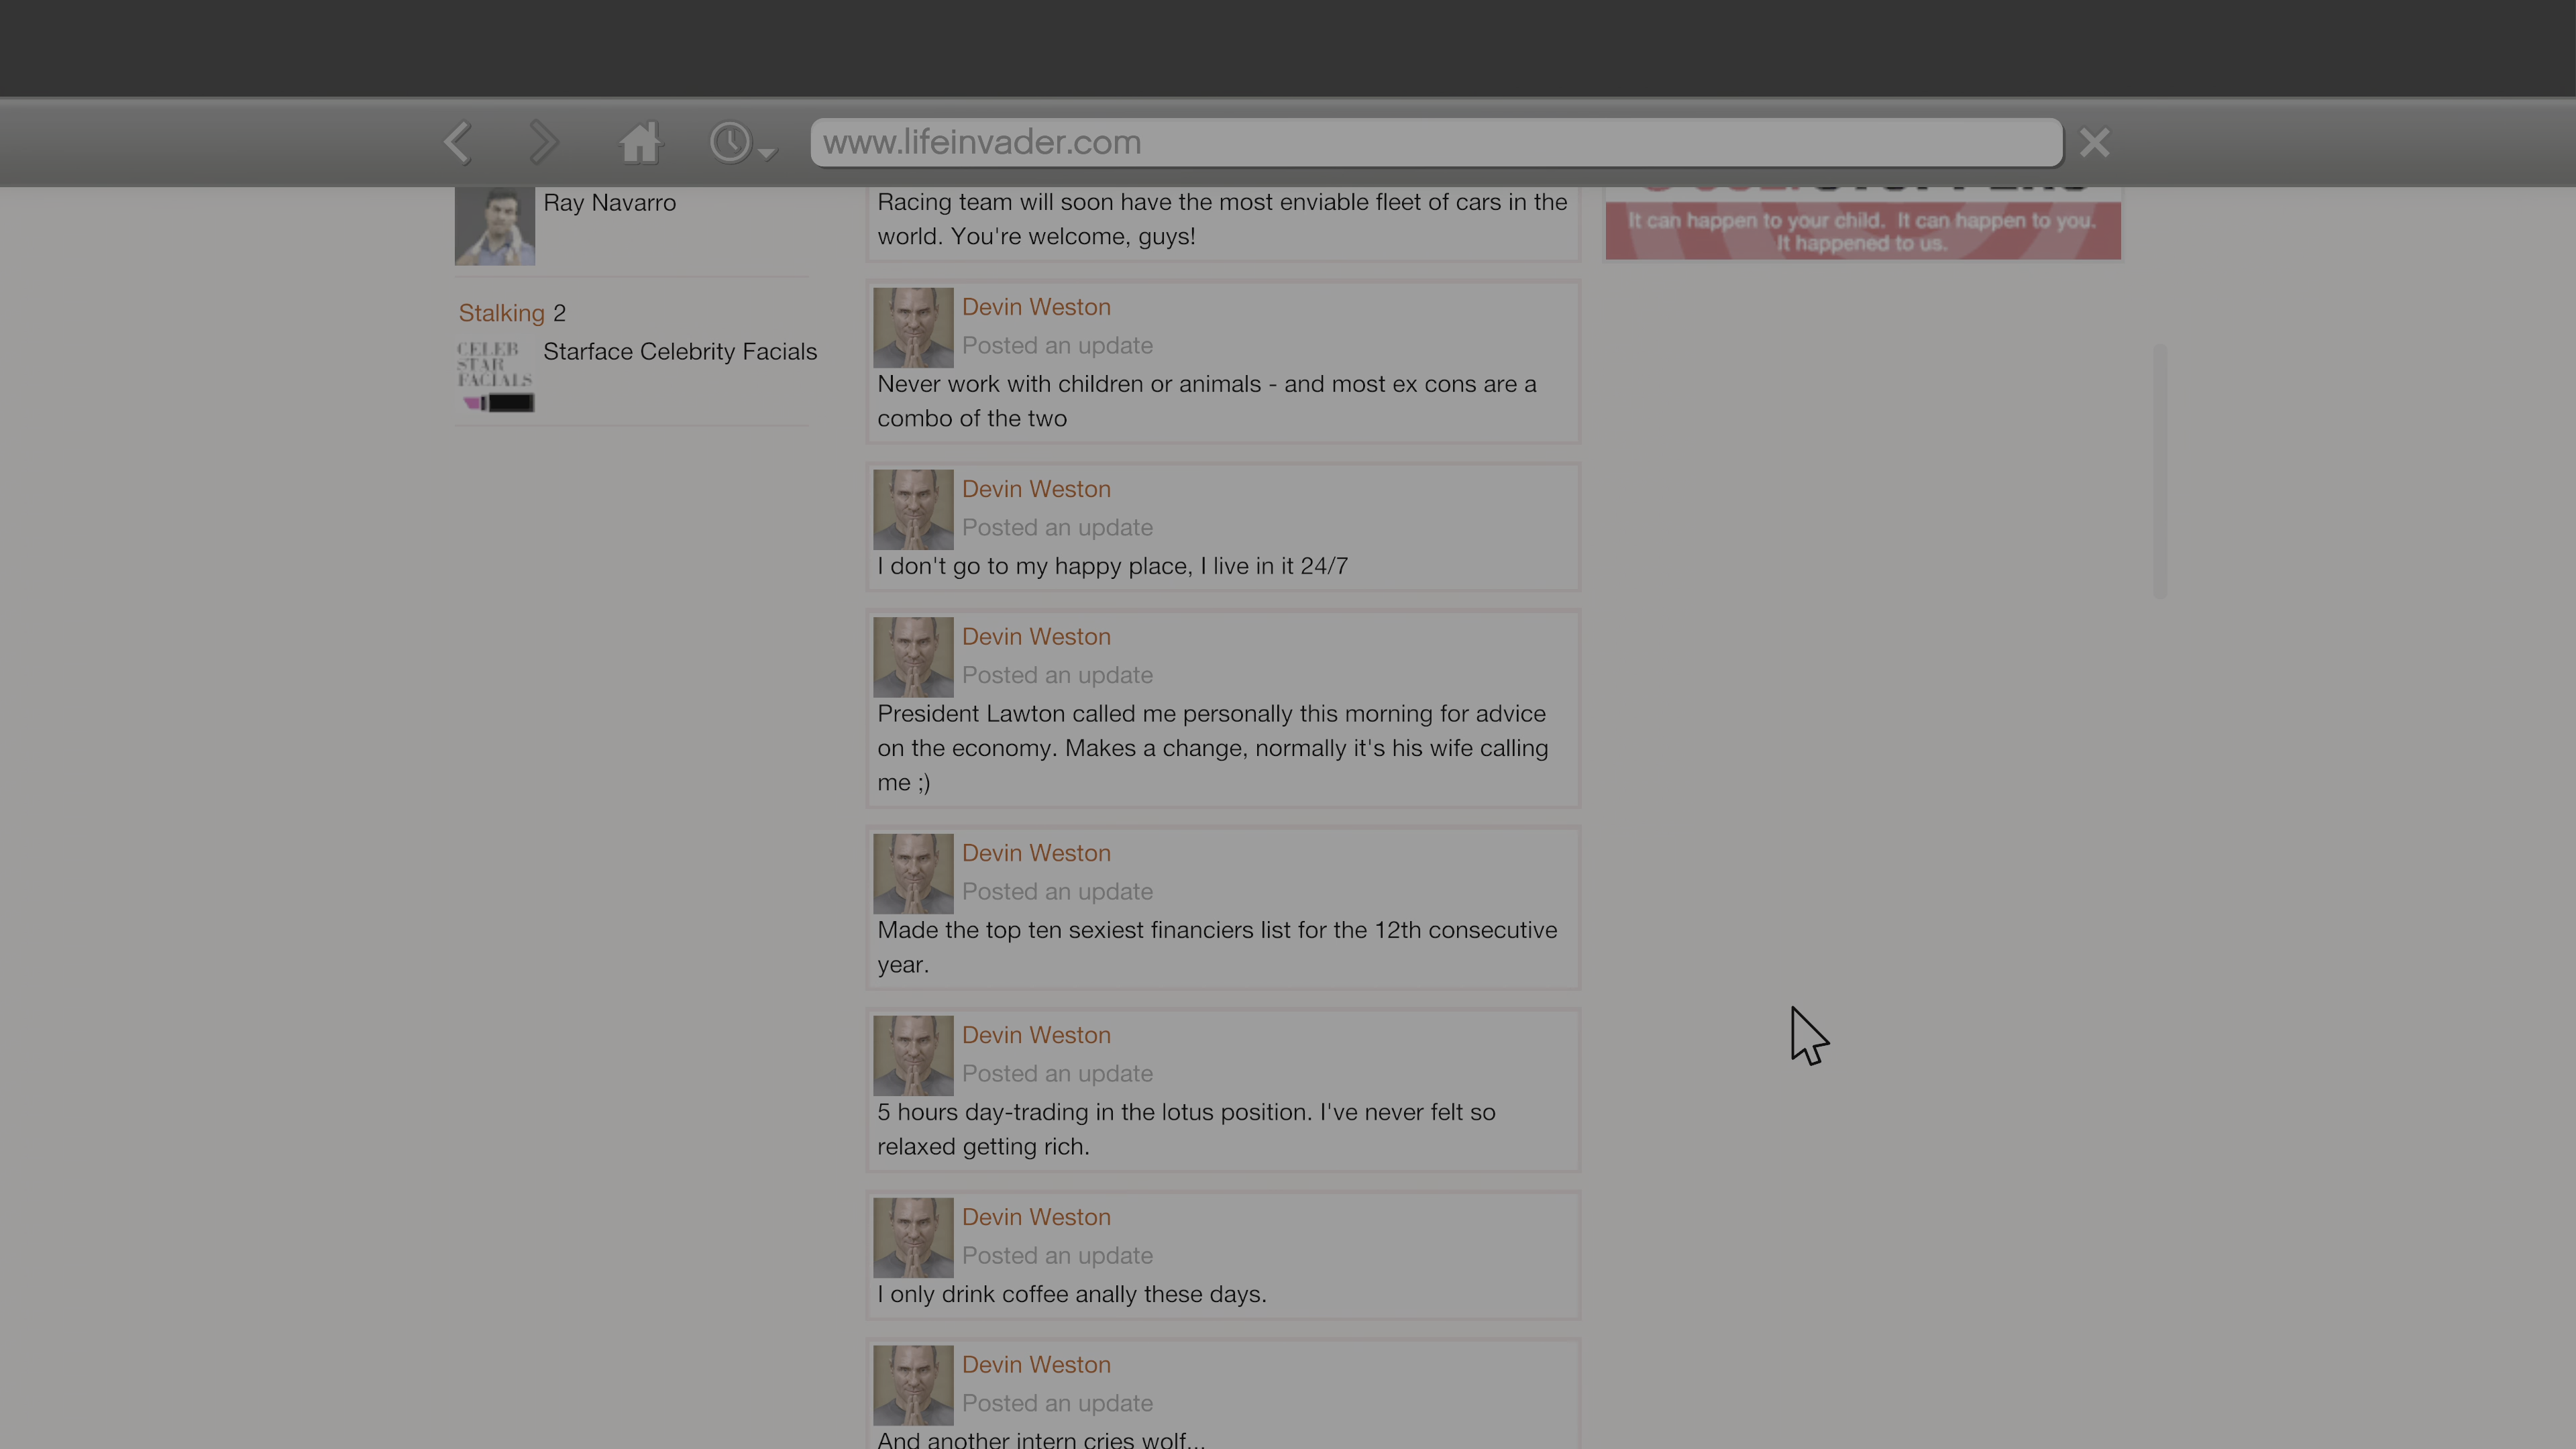 www.lifeinvader.com
Ray Navarro
Stalking 2
CELEB
STAR
FACIALS
Starface Celebrity Facials
Racing team will soon have the most enviable fleet of cars in the
world. You're welcome, guys!
Devin Weston
Posted an update
Never work with children or animals - and most ex cons are a
combo of the two
Devin Weston
Posted an update
I don't go to my happy place, I live in it 24/7
Devin Weston
Posted an update
President Lawton called me personally this morning for advice
on the economy. Makes a change, normally it's his wife calling
me ;)
Devin Weston
Posted an update
Made the top ten sexiest financiers list for the 12th consecutive
year.
Devin Weston
Posted an update
5 hours day-trading in the lotus position. I've never felt so
relaxed getting rich.
Devin Weston
Posted an update
I only drink coffee anally these days.
Devin Weston
Posted an update
And another intern cries wolf...
It can happen to your child. It can happen to you.
It happened to us.